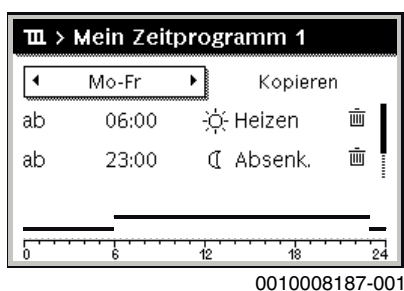 > Mein Zeitprogramm 1
Mo-Fr Kopieren
ab 06:00 Heizen
ab 23:00 Absenk.
0 6 12 18 24
0010008187-001